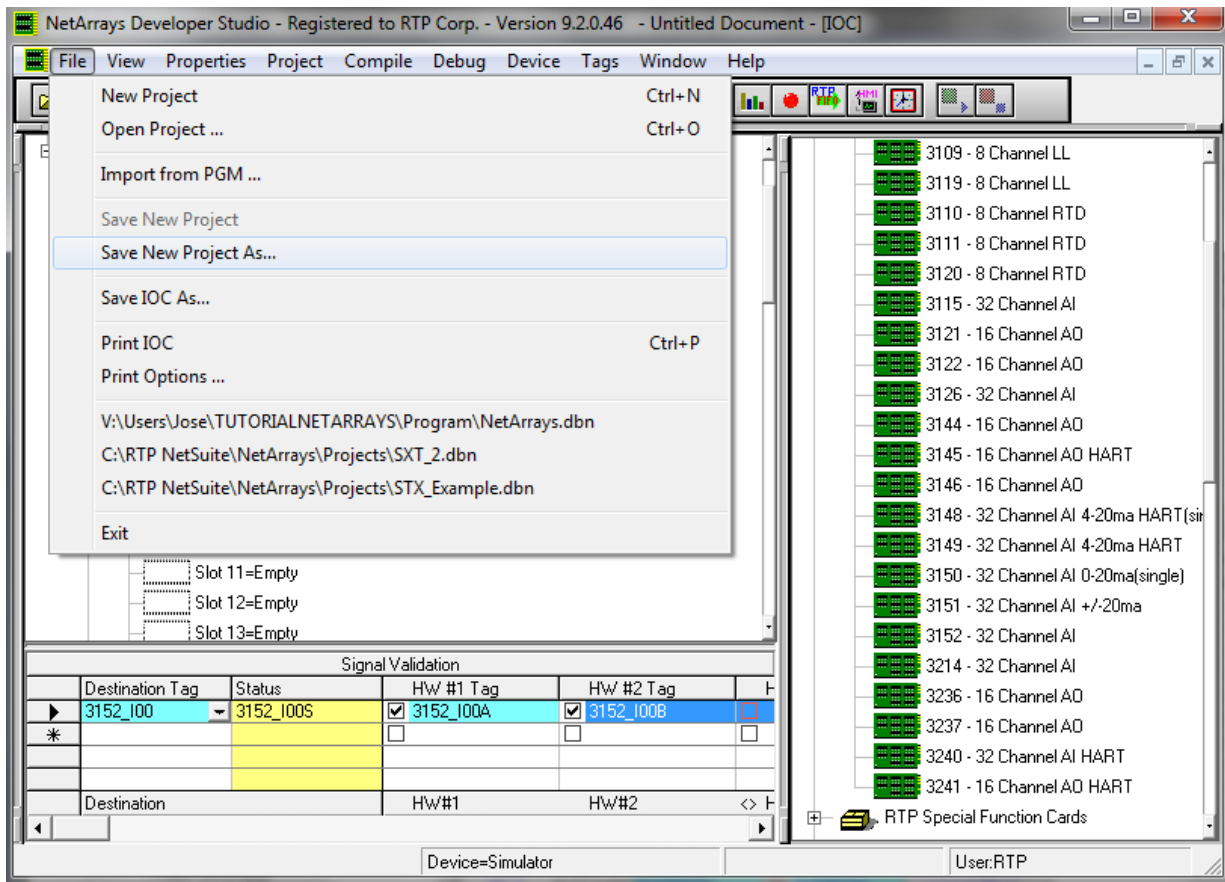 NetArrays Developer Studio - Registered to RTP Corp. - Version 9.2.0.46 - Untitled Document - [IOC]
File View Properties Project Compile Debug Device Tags Window Help
New Project Ctrl+N
Open Project ...  Ctrl+O
Import from PGM ...
Save New Project
Save New Project As...
Save IOC As...
Print IOC Ctrl+P
Print Options ...
V:\Users\Jose\TUTORIALNETARRAYS\Program\NetArrays.dbn
C:\RTP NetSuite\NetArrays\Projects\SXT_2.dbn
C:\RTP NetSuite\NetArrays\Projects\STX_Example.dbn
Exit
RTP
FIFO
HMI
Slot 11=Empty
Slot 12=Empty
Slot 13=Empty
3109 - 8 Channel LL
3119 - 8 Channel LL
3110 - 8 Channel RTD
3111 - 8 Channel RTD
3120 - 8 Channel RTD
3115 - 32 Channel AI
3121 - 16 Channel AO
3122 - 16 Channel AO
3126 - 32 Channel AI
3144 - 16 Channel AO
3145 - 16 Channel AO HART
3146 - 16 Channel AO
3148 - 32 Channel AI 4-20ma HART(sin
3149 - 32 Channel AI 4-20ma HART
3150 - 32 Channel AI 0-20ma(single)
3151 - 32 Channel AI +/-20ma
3152 - 32 Channel AI
3214 - 32 Channel AI
3236 - 16 Channel AO
3237 - 16 Channel AO
3240 - 32 Channel AI HART
3241 - 16 Channel AO HART
RTP Special Function Cards
Signal Validation
Destination Tag Status HW #1 Tag HW #2 Tag H
3152_I00 3152_I00S 3152_I00A 3152_I00B
Destination HW#1 HW#2 <> H
Device=Simulator User:RTP